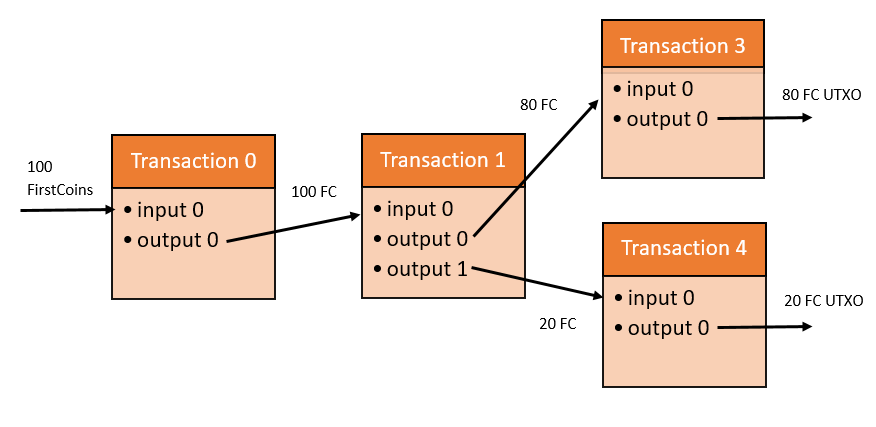 100
FirstCoins
Transaction 0
• input 0
• output 0
100 FC
Transaction 1
• input 0
• output 0
• output 1
80 FC
20 FC
Transaction 3
• input 0
• output 0
80 FC UTXO
Transaction 4
• input 0
• output 0
20 FC UTXO